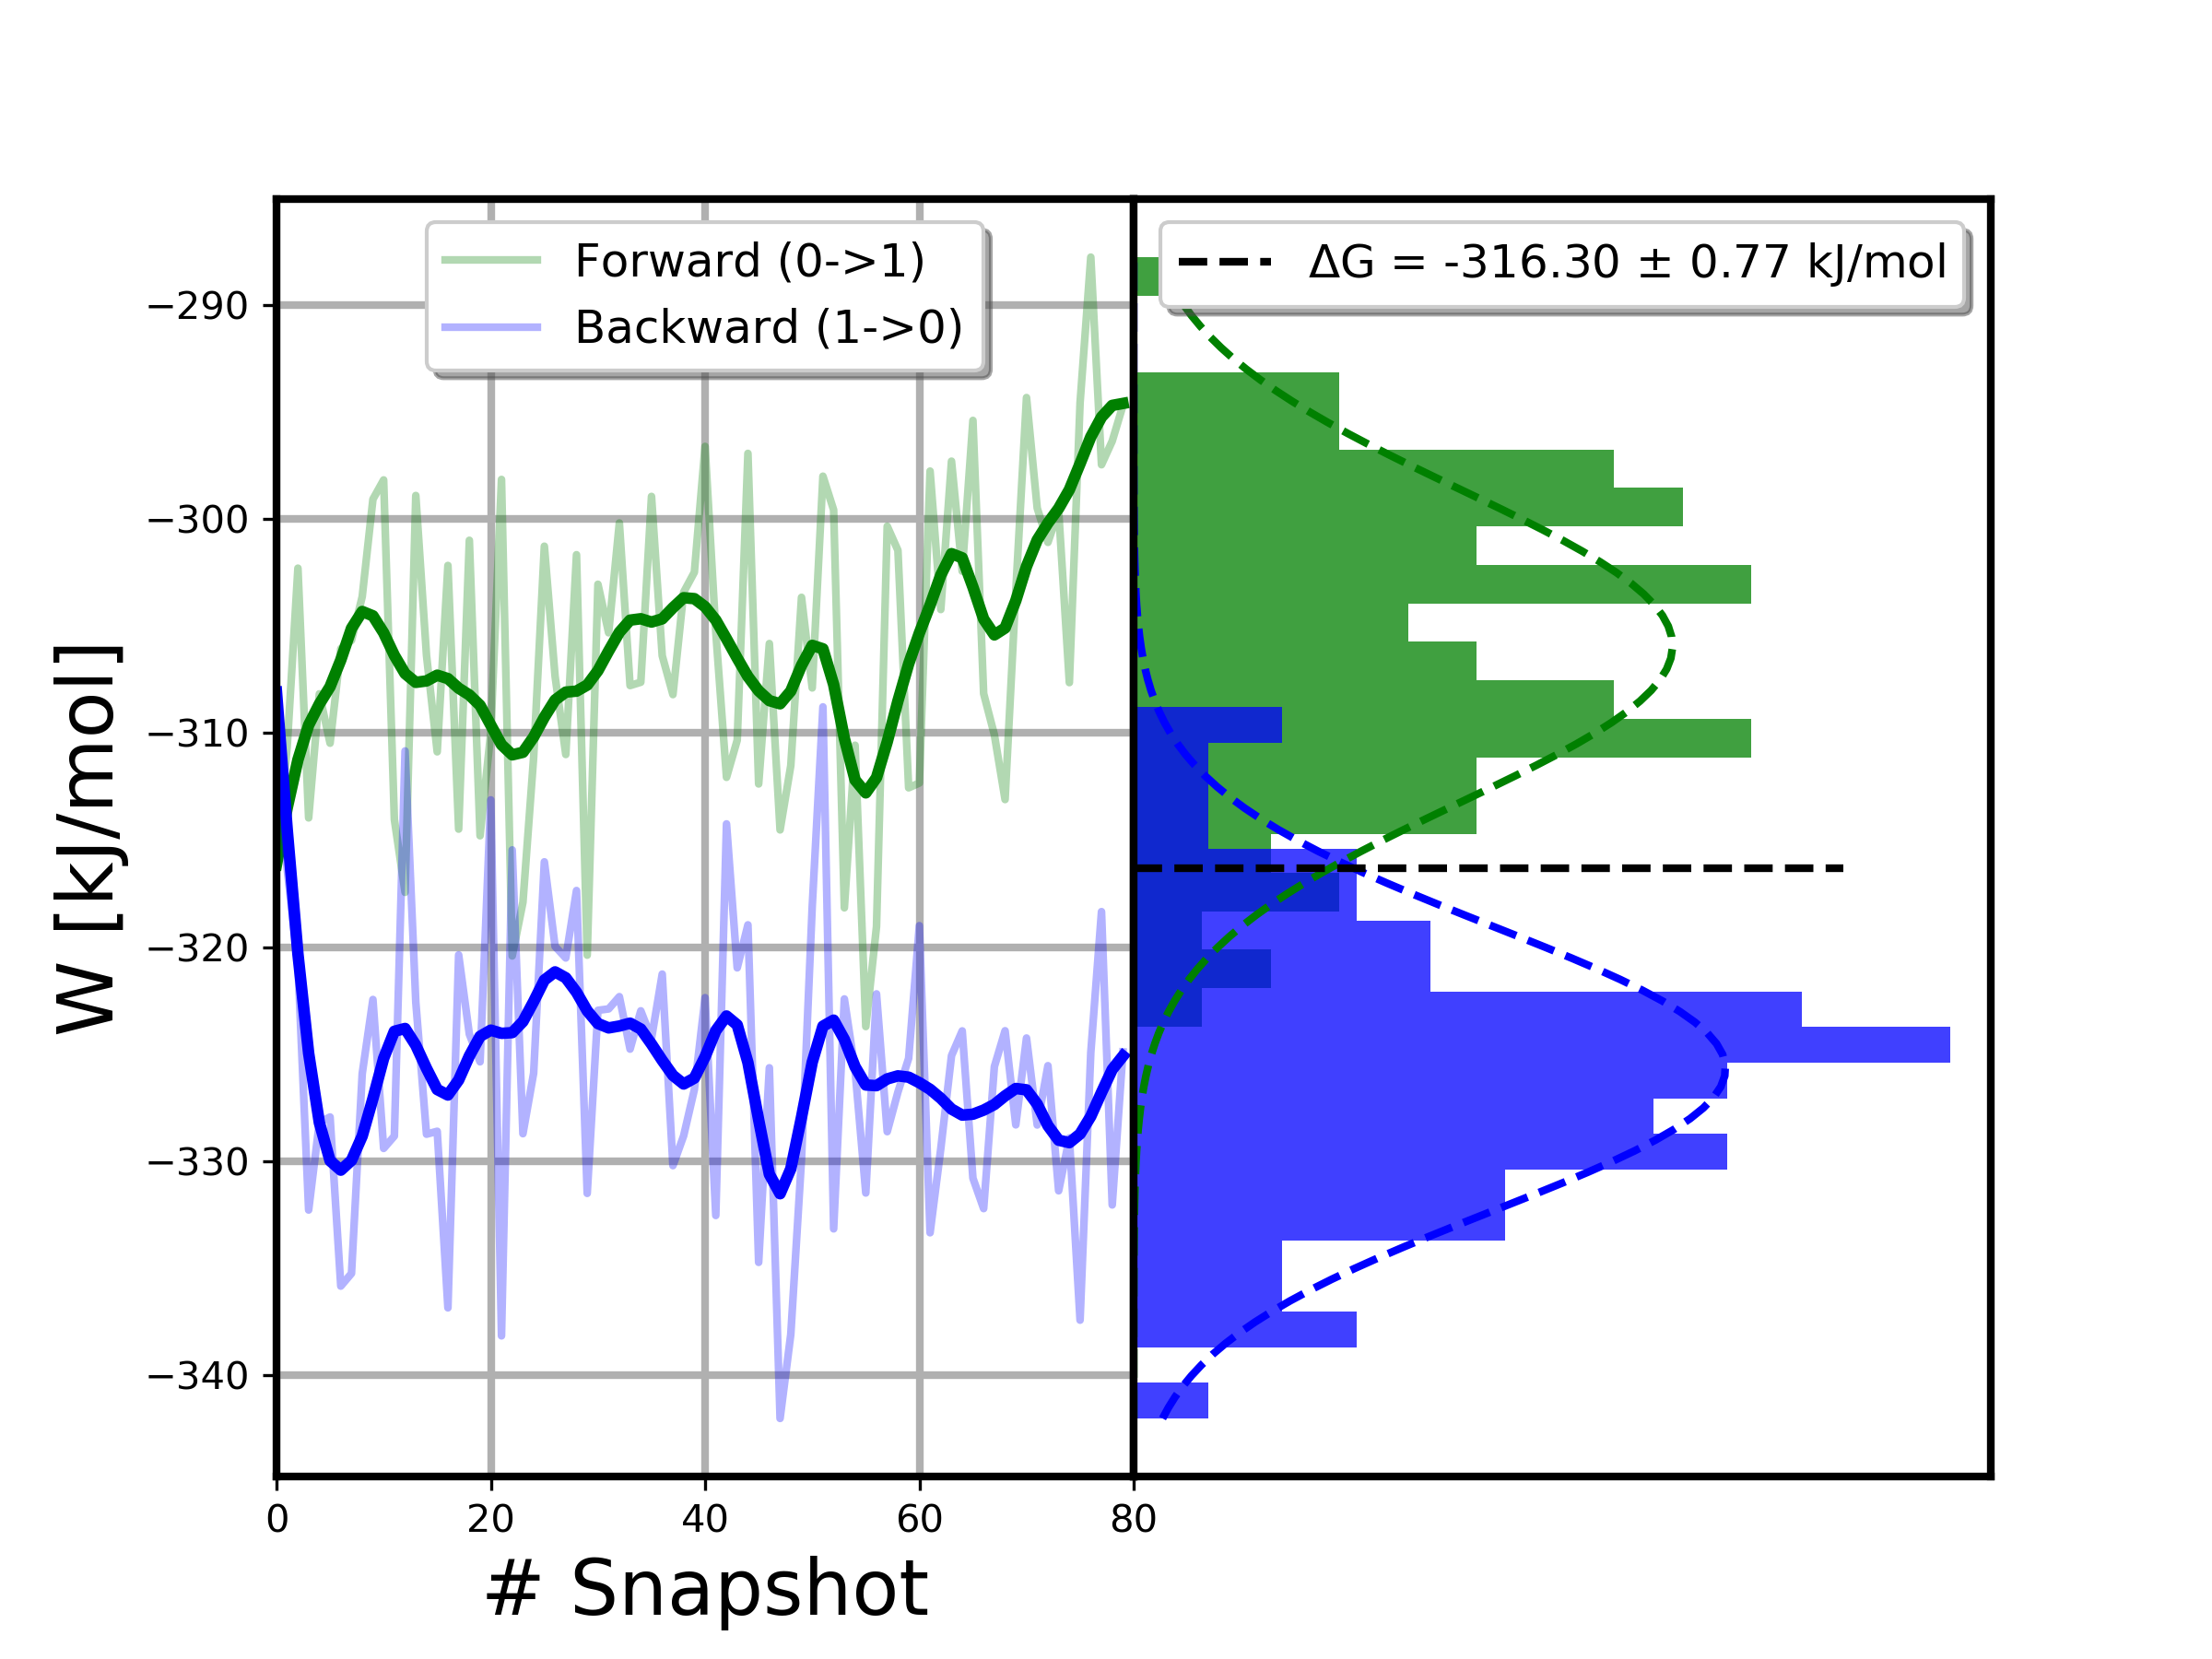 Forward (0->1)
Backward (1->0)
ΔG = -316.30 ± 0.77 kJ/mol
W [kJ/mol]
−290
−300
−310
−320
−330
−340
0 20 40 60 80
# Snapshot